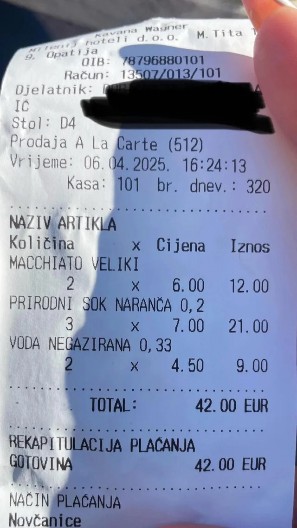 Kavana Wagner
Milenij hoteli d.o.o. M. Tita
9. Opatija
OIB: 78796880101
Račun: 13507/013/101
Djelatnik:
IČ
Stol: D4
Prodaja A La Carte (512)
Vrijeme: 06.04.2025. 16:24:13
Kasa: 101 br. dnev.: 320
NAZIV ARTIKLA
Količina x Cijena Iznos
MACCHIATO VELIKI
2 x 6.00 12.00
PRIRODNI SOK NARANČA 0,2
3 x 7.00 21.00
VODA NEGAZIRANA 0,33
2 x 4.50 9.00
TOTAL: 42.00 EUR
REKAPITULACIJA PLAĆANJA
GOTOVINA 42.00 EUR
NAČIN PLAĆANJA
Novčanice